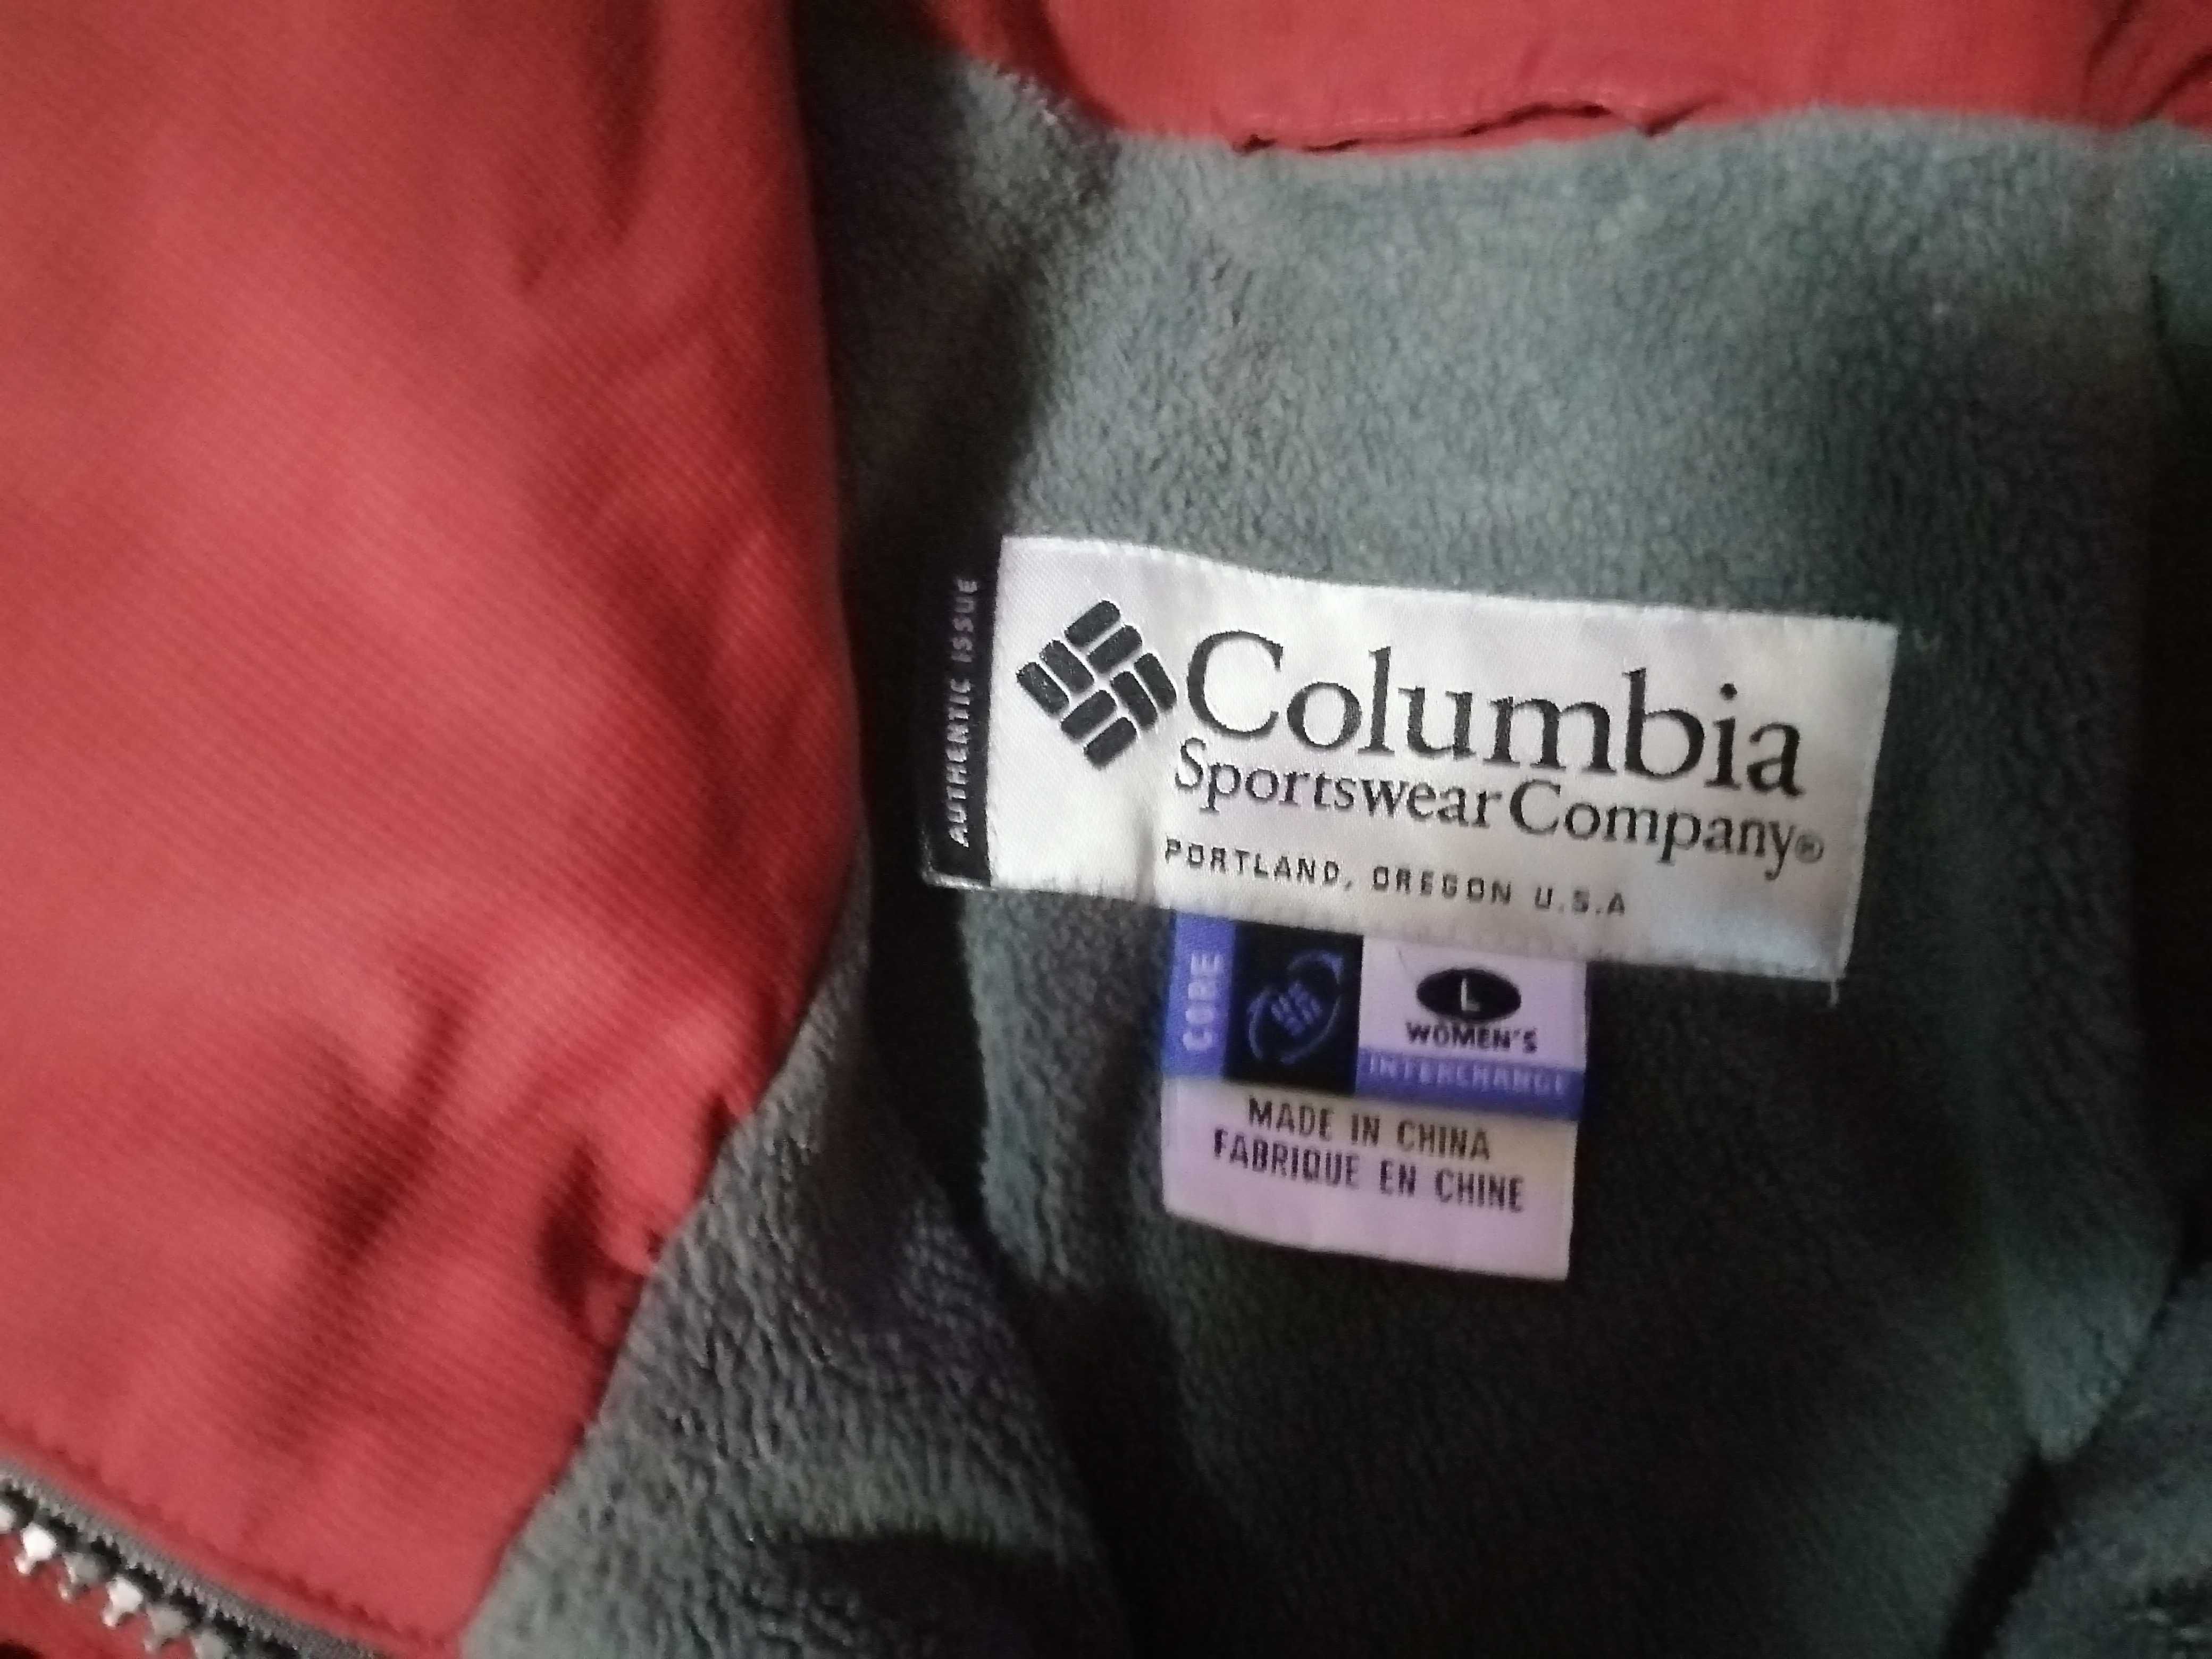 AUTHENTIC ISSUE
Columbia
Sportswear Company®
PORTLAND, OREGON U.S.A
CORE
L
WOMEN'S
INTERCHANGE
MADE IN CHINA
FABRIQUE EN CHINE